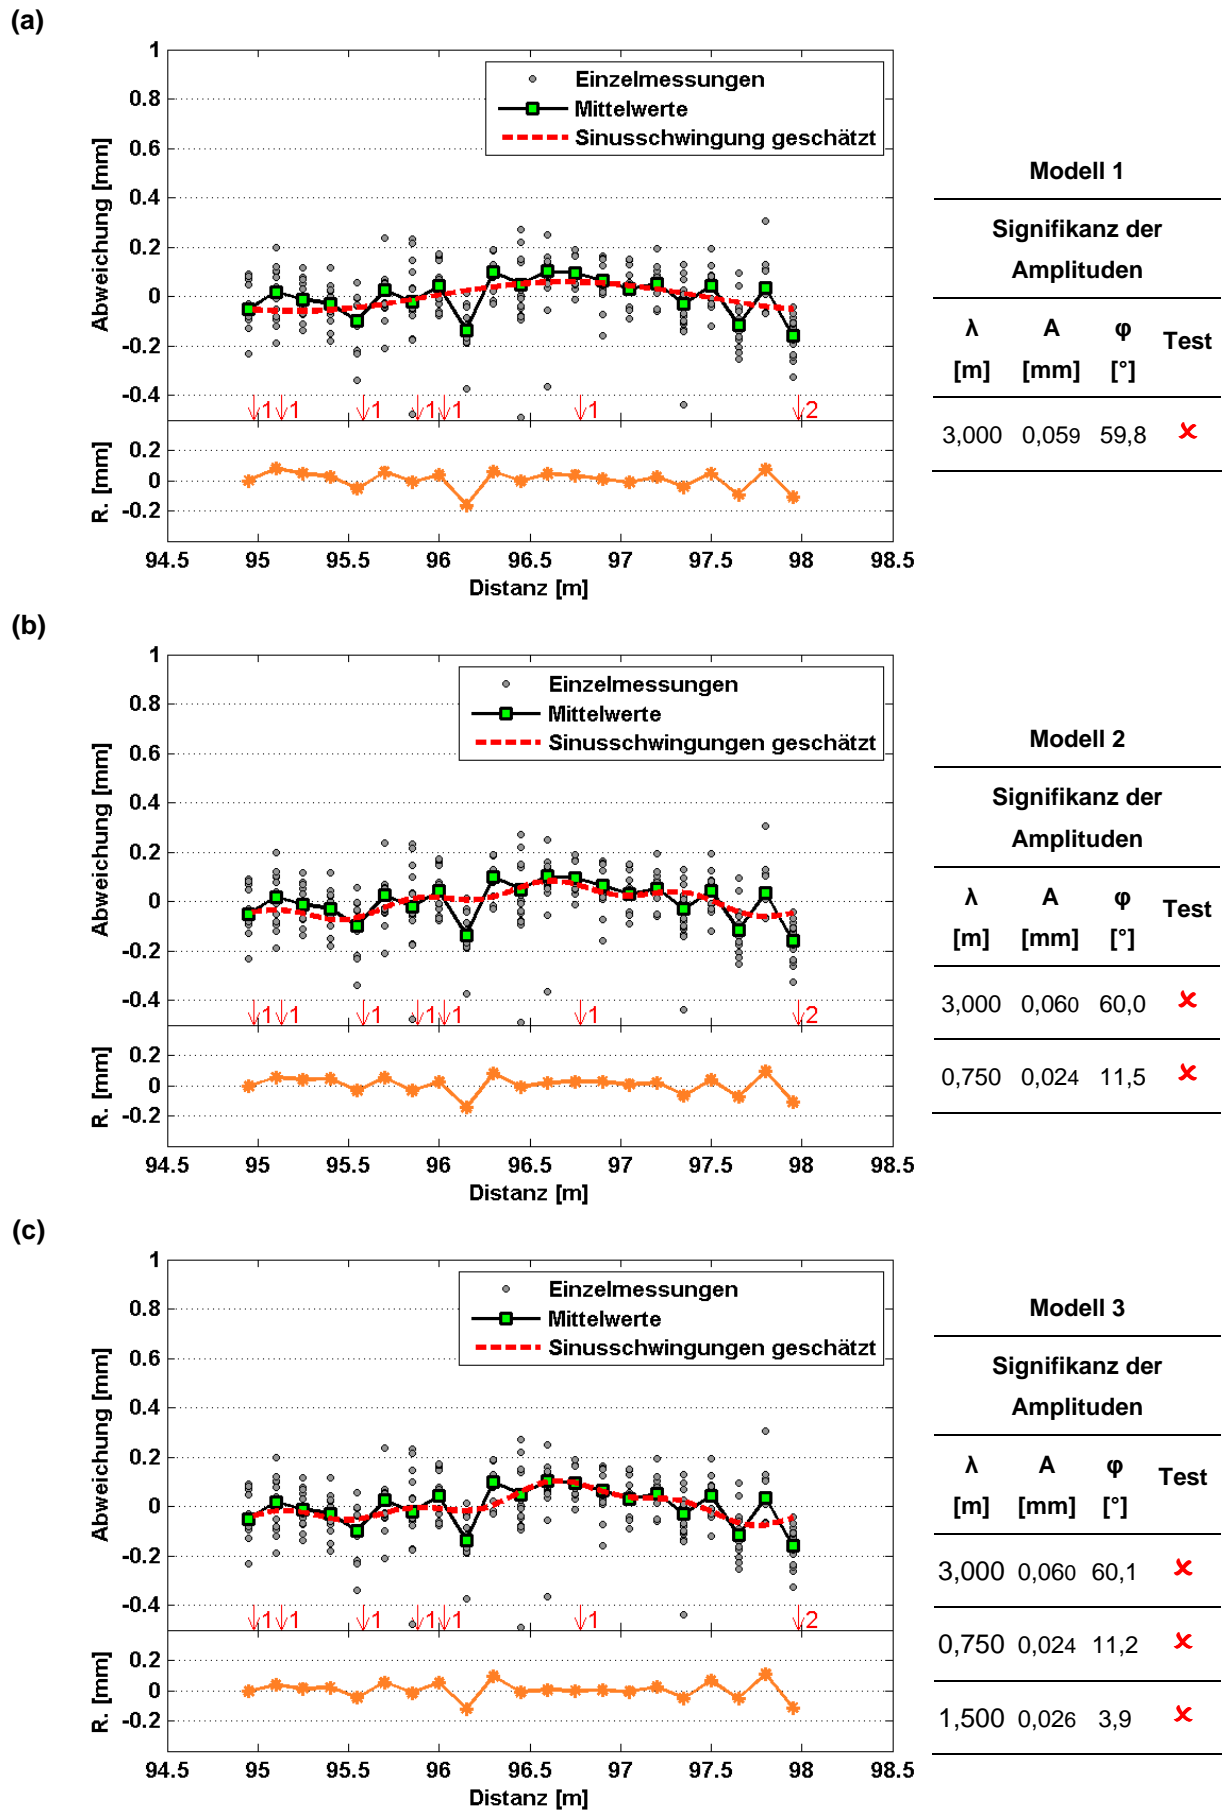 (a)
1
0.8
0.6
0.4
0.2
0
-0.2
-0.4
Abweichung [mm]
Einzelmessungen
Mittelwerte
Sinusschwingung geschätzt
1 1 1 1 1 1 2
0.2
0
-0.2
R. [mm]
94.5 95 95.5 96 96.5 97 97.5 98 98.5
Distanz [m]
Modell 1
Signifikanz der
Amplituden
λ A φ Test
[m] [mm] [°]
3,000 0,059 59,8 ✘
(b)
1
0.8
0.6
0.4
0.2
0
-0.2
-0.4
Abweichung [mm]
Einzelmessungen
Mittelwerte
Sinusschwingungen geschätzt
1 1 1 1 1 1 2
0.2
0
-0.2
R. [mm]
94.5 95 95.5 96 96.5 97 97.5 98 98.5
Distanz [m]
Modell 2
Signifikanz der
Amplituden
λ A φ Test
[m] [mm] [°]
3,000 0,060 60,0 ✘
0,750 0,024 11,5 ✘
(c)
1
0.8
0.6
0.4
0.2
0
-0.2
-0.4
Abweichung [mm]
Einzelmessungen
Mittelwerte
Sinusschwingungen geschätzt
1 1 1 1 1 1 2
0.2
0
-0.2
R. [mm]
94.5 95 95.5 96 96.5 97 97.5 98 98.5
Distanz [m]
Modell 3
Signifikanz der
Amplituden
λ A φ Test
[m] [mm] [°]
3,000 0,060 60,1 ✘
0,750 0,024 11,2 ✘
1,500 0,026 3,9 ✘